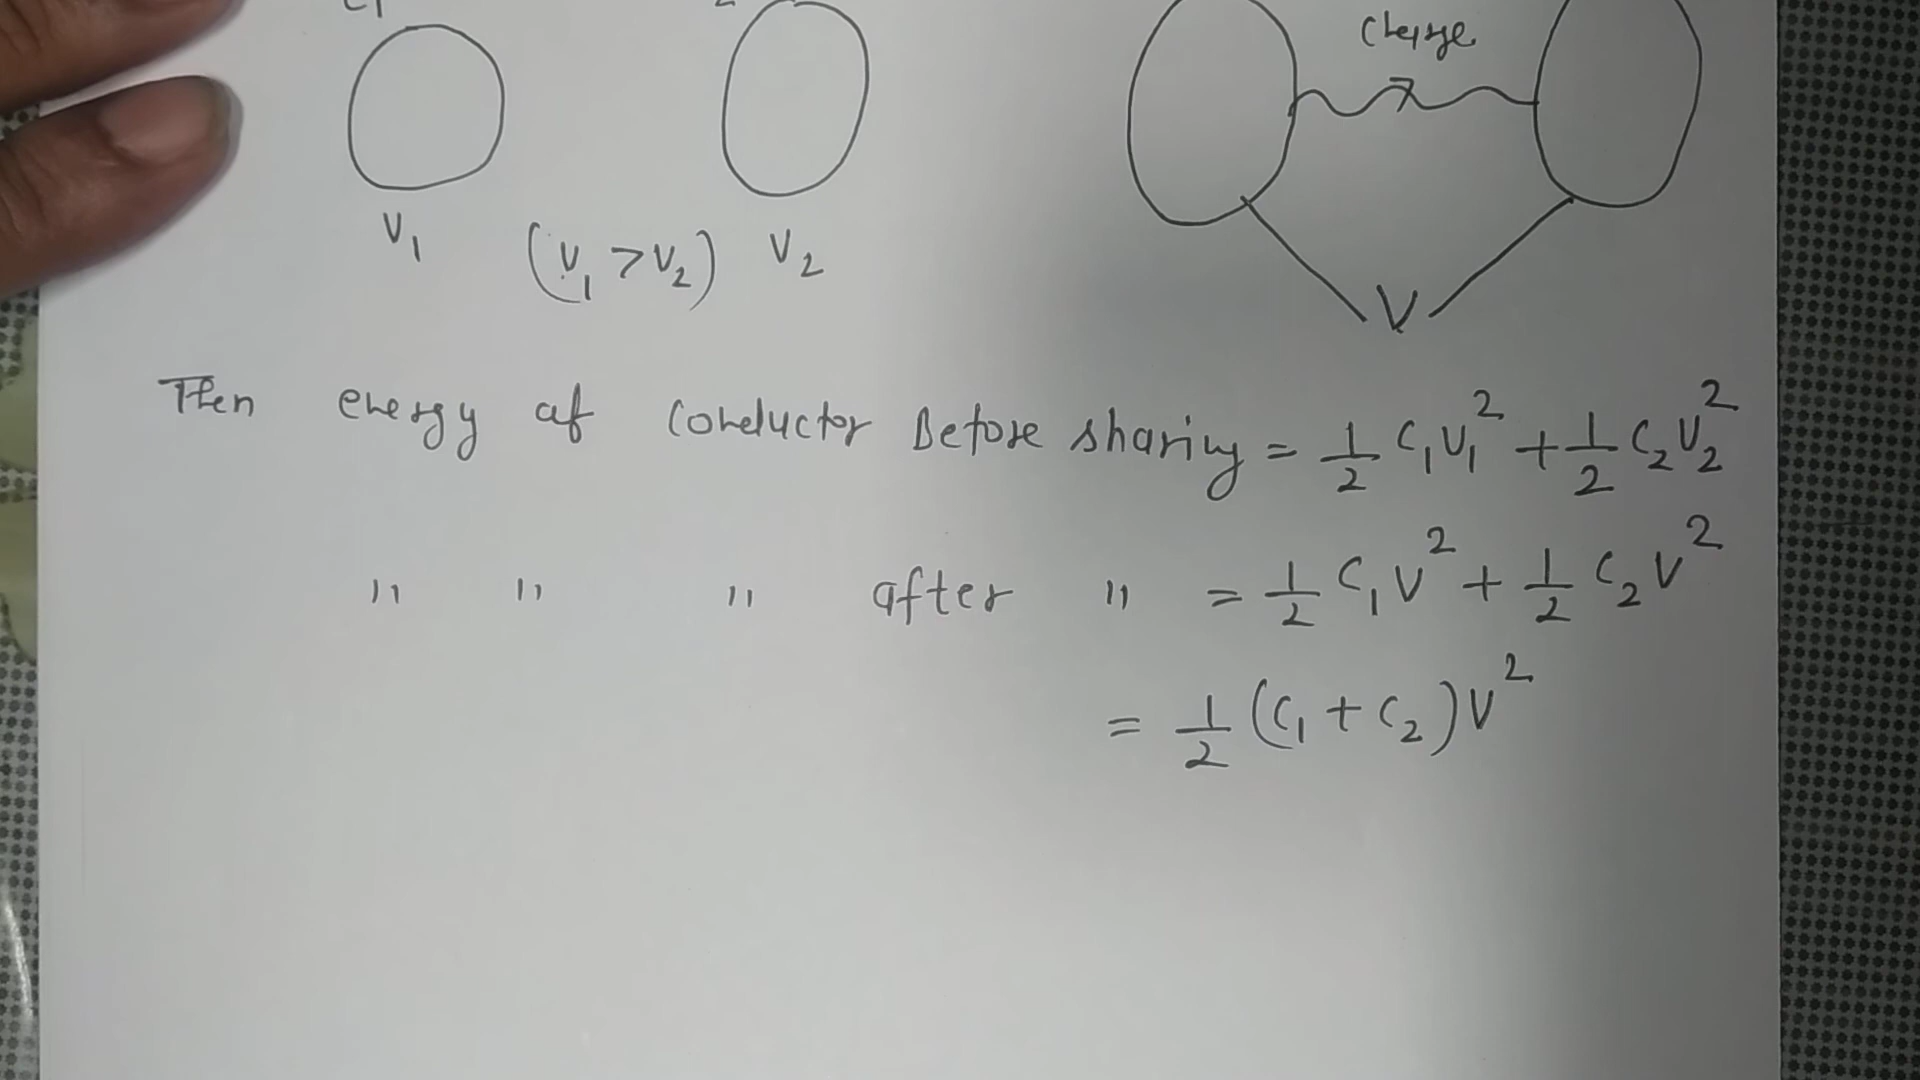 C₁
Charge
V₁ (V₁ > V₂) V₂
V
Then energy of Conductor Before sharing = 1/2 C₁V₁² + 1/2 C₂V₂²
" " " after " = 1/2 C₁V² + 1/2 C₂V²
= 1/2 (C₁ + C₂)V²